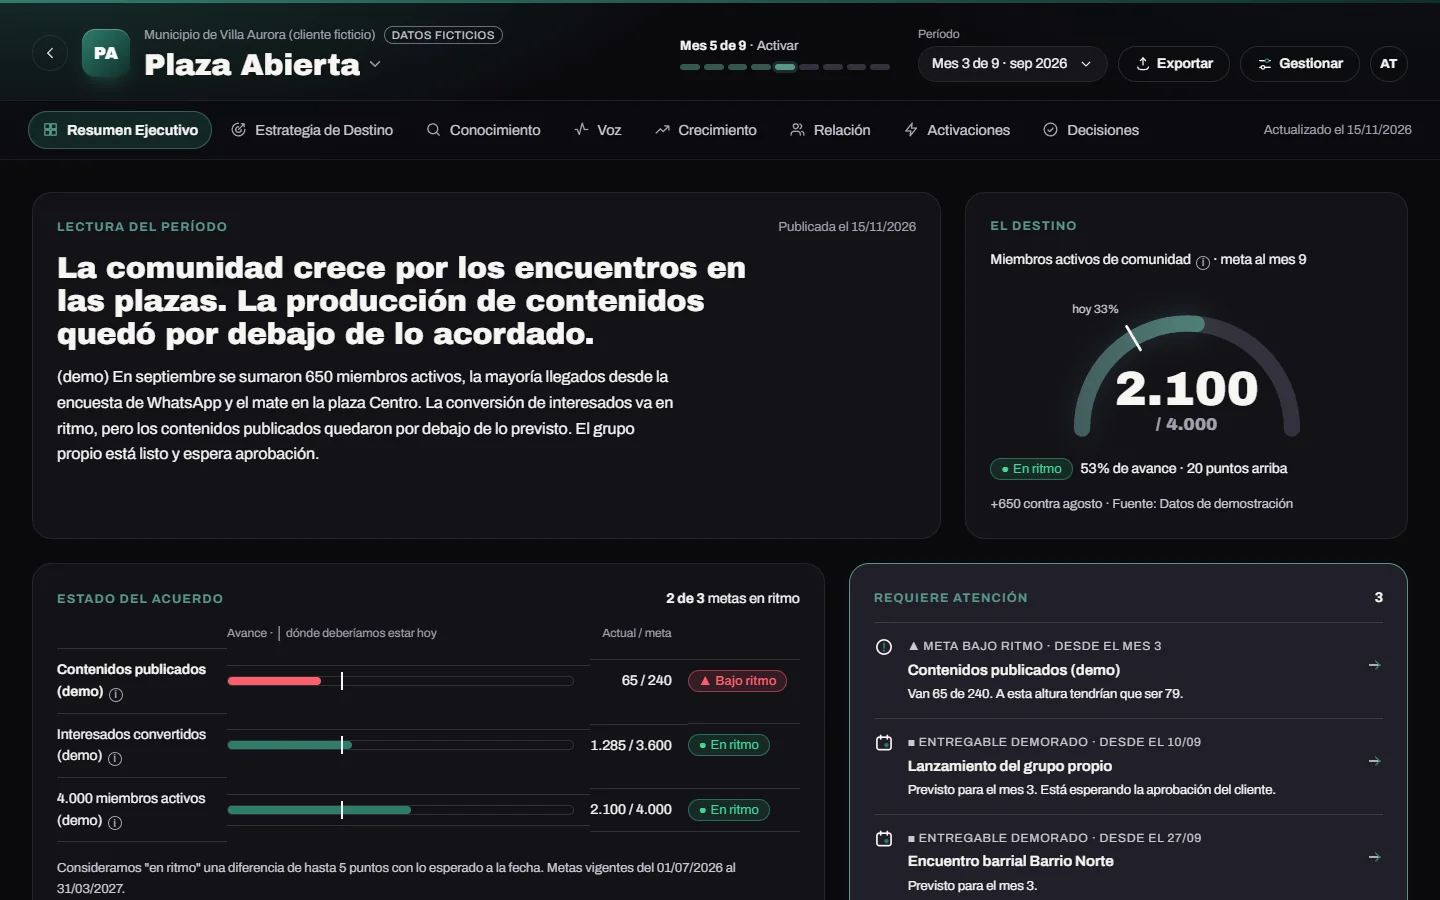 Municipio de Villa Aurora (cliente ficticio) DATOS FICTICIOS
PA
Plaza Abierta
Mes 5 de 9 · Activar
Período
Mes 3 de 9 · sep 2026
Exportar
Gestionar
AT
Resumen Ejecutivo
Estrategia de Destino
Conocimiento
Voz
Crecimiento
Relación
Activaciones
Decisiones
Actualizado el 15/11/2026
LECTURA DEL PERÍODO
Publicada el 15/11/2026
La comunidad crece por los encuentros en
las plazas. La producción de contenidos
quedó por debajo de lo acordado.
(demo) En septiembre se sumaron 650 miembros activos, la mayoría llegados desde la
encuesta de WhatsApp y el mate en la plaza Centro. La conversión de interesados va en
ritmo, pero los contenidos publicados quedaron por debajo de lo previsto. El grupo
propio está listo y espera aprobación.
EL DESTINO
Miembros activos de comunidad ⓘ · meta al mes 9
hoy 33%
2.100
/ 4.000
● En ritmo 53% de avance · 20 puntos arriba
+650 contra agosto · Fuente: Datos de demostración
ESTADO DEL ACUERDO
2 de 3 metas en ritmo
Avance · | dónde deberíamos estar hoy
Actual / meta
Contenidos publicados
(demo) ⓘ
65 / 240
▲ Bajo ritmo
Interesados convertidos
(demo) ⓘ
1.285 / 3.600
● En ritmo
4.000 miembros activos
(demo) ⓘ
2.100 / 4.000
● En ritmo
Consideramos "en ritmo" una diferencia de hasta 5 puntos con lo esperado a la fecha. Metas vigentes del 01/07/2026 al
31/03/2027.
REQUIERE ATENCIÓN
3
▲ META BAJO RITMO · DESDE EL MES 3
Contenidos publicados (demo)
Van 65 de 240. A esta altura tendrían que ser 79.
■ ENTREGABLE DEMORADO · DESDE EL 10/09
Lanzamiento del grupo propio
Previsto para el mes 3. Está esperando la aprobación del cliente.
■ ENTREGABLE DEMORADO · DESDE EL 27/09
Encuentro barrial Barrio Norte
Previsto para el mes 3.